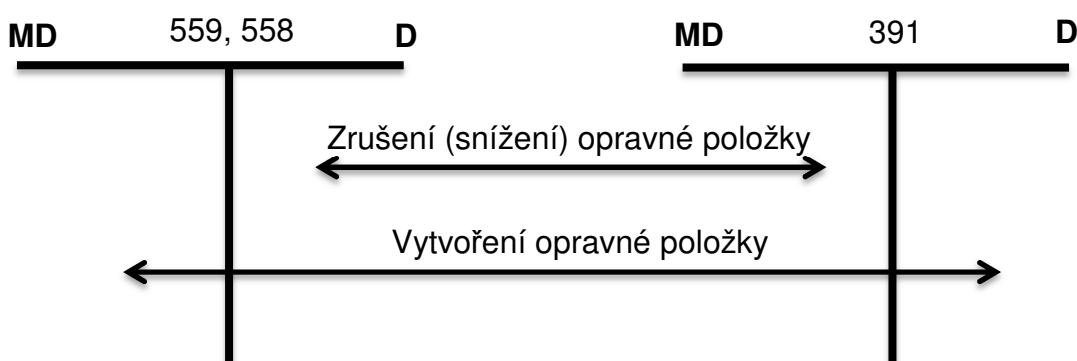 MD 559, 558 D MD 391 D
Zrušení (snížení) opravné položky
Vytvoření opravné položky